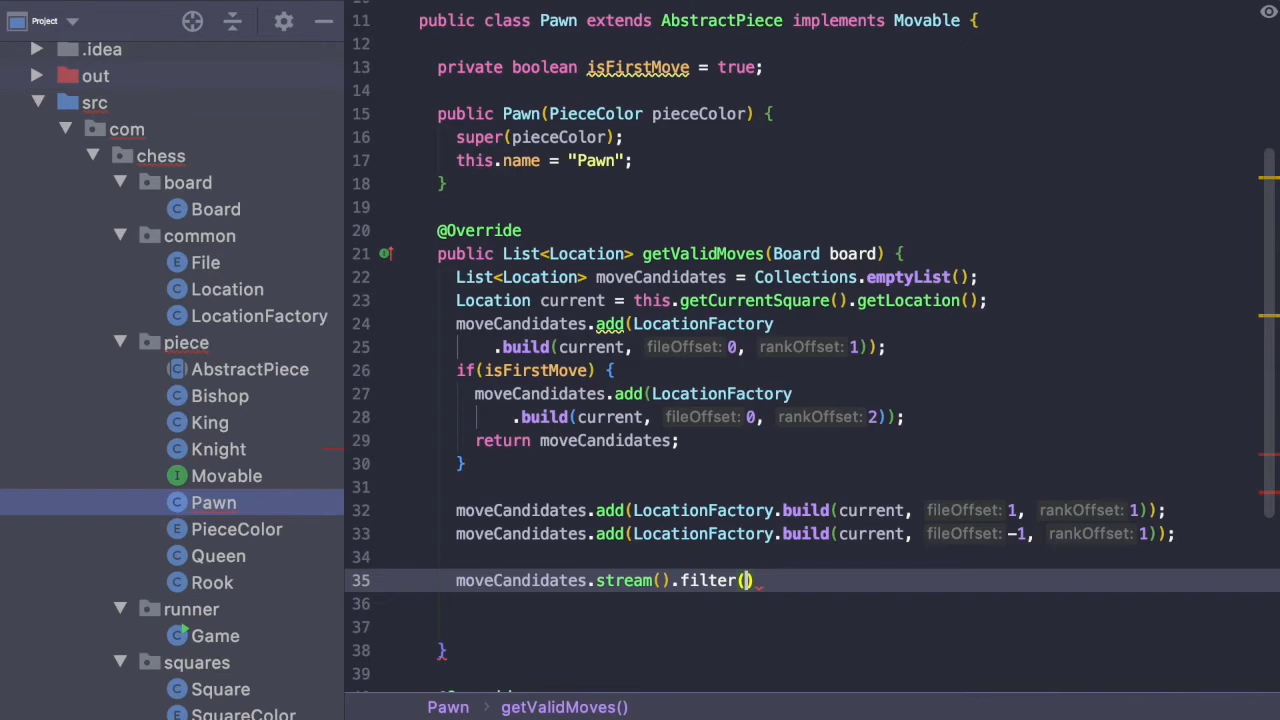 Project
.idea
out
src
com
chess
board
Board
common
File
Location
LocationFactory
piece
AbstractPiece
Bishop
King
Knight
Movable
Pawn
PieceColor
Queen
Rook
runner
Game
squares
Square
SquareColor
11 public class Pawn extends AbstractPiece implements Movable {
12
13 private boolean isFirstMove = true;
14
15 public Pawn(PieceColor pieceColor) {
16 super(pieceColor);
17 this.name = "Pawn";
18 }
19
20 @Override
21 public List<Location> getValidMoves(Board board) {
22 List<Location> moveCandidates = Collections.emptyList();
23 Location current = this.getCurrentSquare().getLocation();
24 moveCandidates.add(LocationFactory
25 .build(current, fileOffset: 0, rankOffset: 1));
26 if(isFirstMove) {
27 moveCandidates.add(LocationFactory
28 .build(current, fileOffset: 0, rankOffset: 2));
29 return moveCandidates;
30 }
31
32 moveCandidates.add(LocationFactory.build(current, fileOffset: 1, rankOffset: 1));
33 moveCandidates.add(LocationFactory.build(current, fileOffset: -1, rankOffset: 1));
34
35 moveCandidates.stream().filter()
36
37
38 }
39
Pawn > getValidMoves()